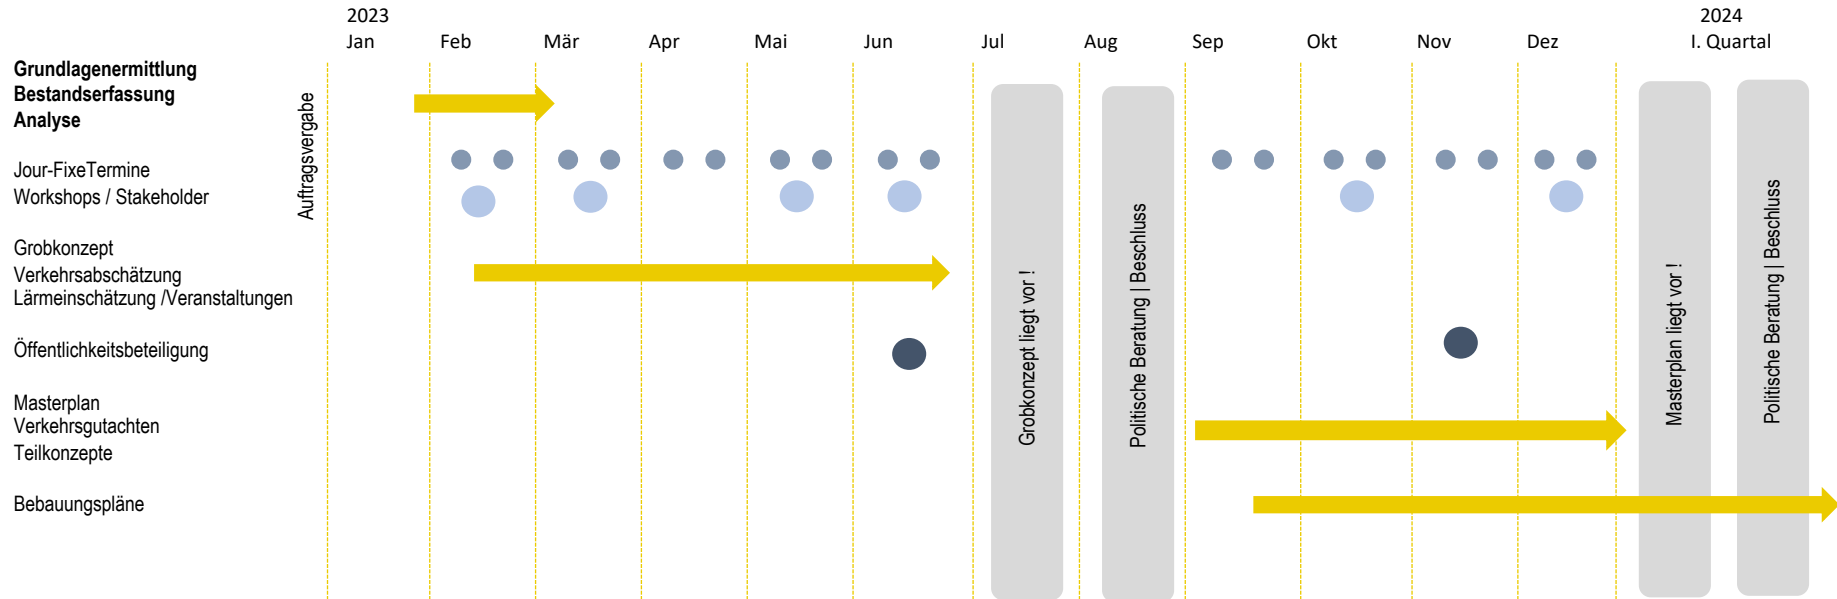 2023
2024
Jan Feb Mär Apr Mai Jun Jul Aug Sep Okt Nov Dez I. Quartal
Grundlagenermittlung
Bestandserfassung
Analyse
Auftragsvergabe
Jour-FixeTermine
Workshops / Stakeholder
Grobkonzept
Verkehrsabschätzung
Lärmeinschätzung /Veranstaltungen
Öffentlichkeitsbeteiligung
Masterplan
Verkehrsgutachten
Teilkonzepte
Bebauungspläne
Grobkonzept liegt vor !
Politische Beratung | Beschluss
Masterplan liegt vor !
Politische Beratung | Beschluss